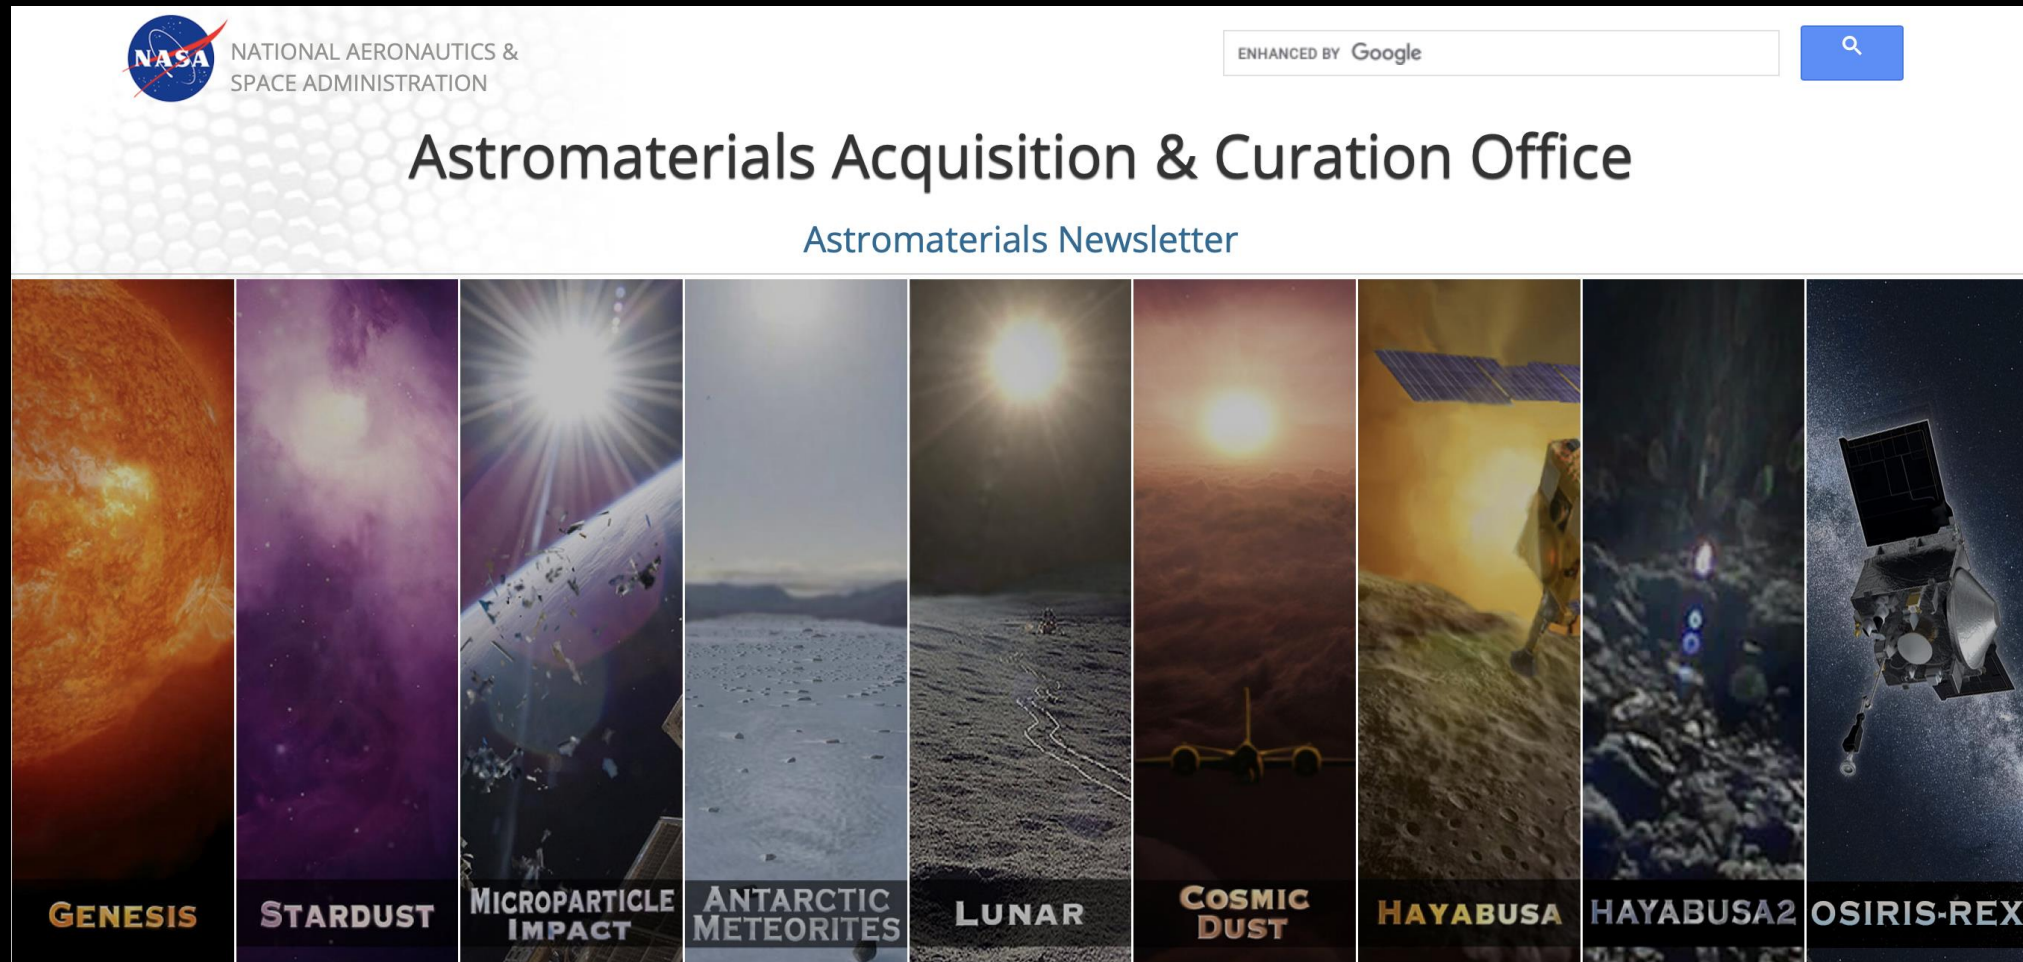 NASA
NATIONAL AERONAUTICS &
SPACE ADMINISTRATION
ENHANCED BY Google
Astromaterials Acquisition & Curation Office
Astromaterials Newsletter
GENESIS
STARDUST
MICROPARTICLE
IMPACT
ANTARCTIC
METEORITES
LUNAR
COSMIC
DUST
HAYABUSA
HAYABUSA2
OSIRIS-REX